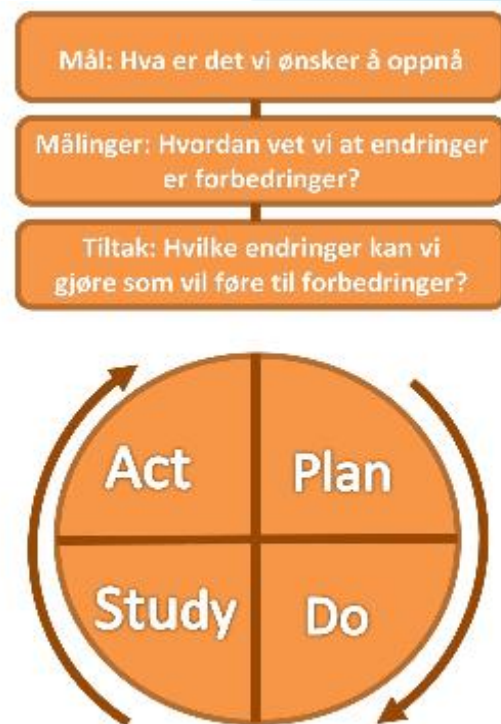 Mål: Hva er det vi ønsker å oppnå
Målinger: Hvordan vet vi at endringer
er forbedringer?
Tiltak: Hvilke endringer kan vi
gjøre som vil føre til forbedringer?
Act
Plan
Study
Do